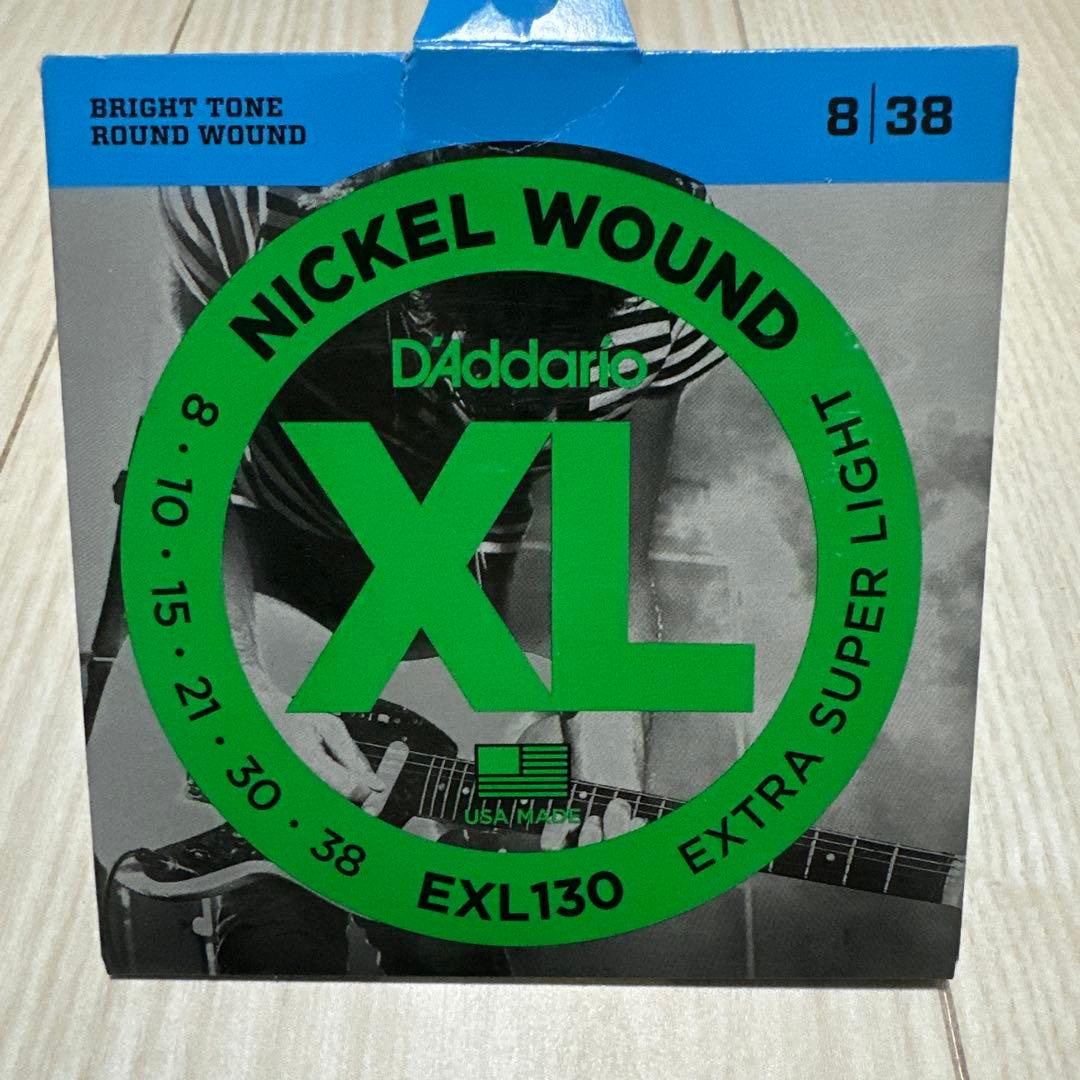 BRIGHT TONE
ROUND WOUND
8|38
NICKEL WOUND
D'Addario
XL
8 · 10 · 15 · 21 · 30 · 38
EXTRA SUPER LIGHT
USA MADE
EXL130